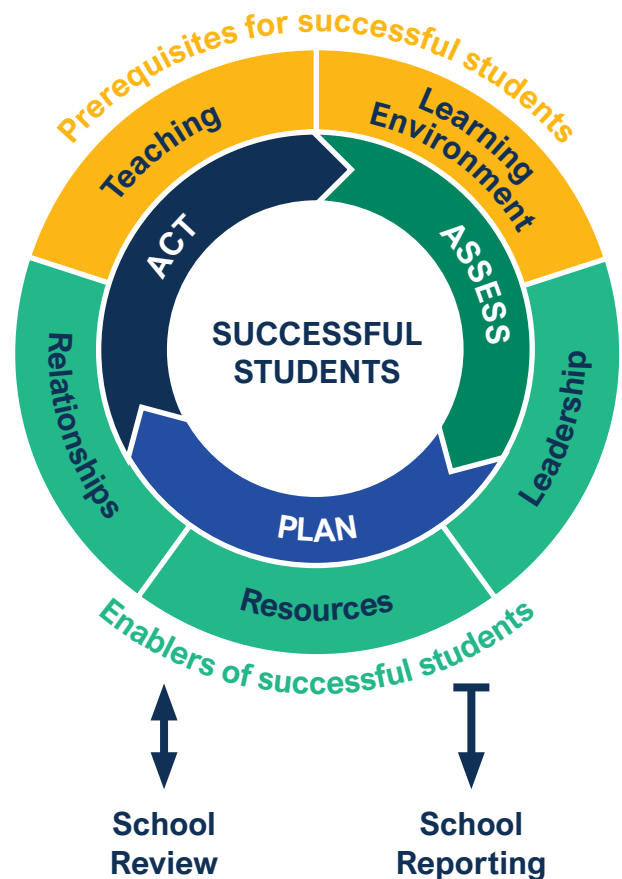 Prerequisites for successful students
Teaching
Learning
Environment
ACT
ASSESS
SUCCESSFUL
STUDENTS
Relationships
Leadership
PLAN
Resources
Enablers of successful students
School
Review
School
Reporting